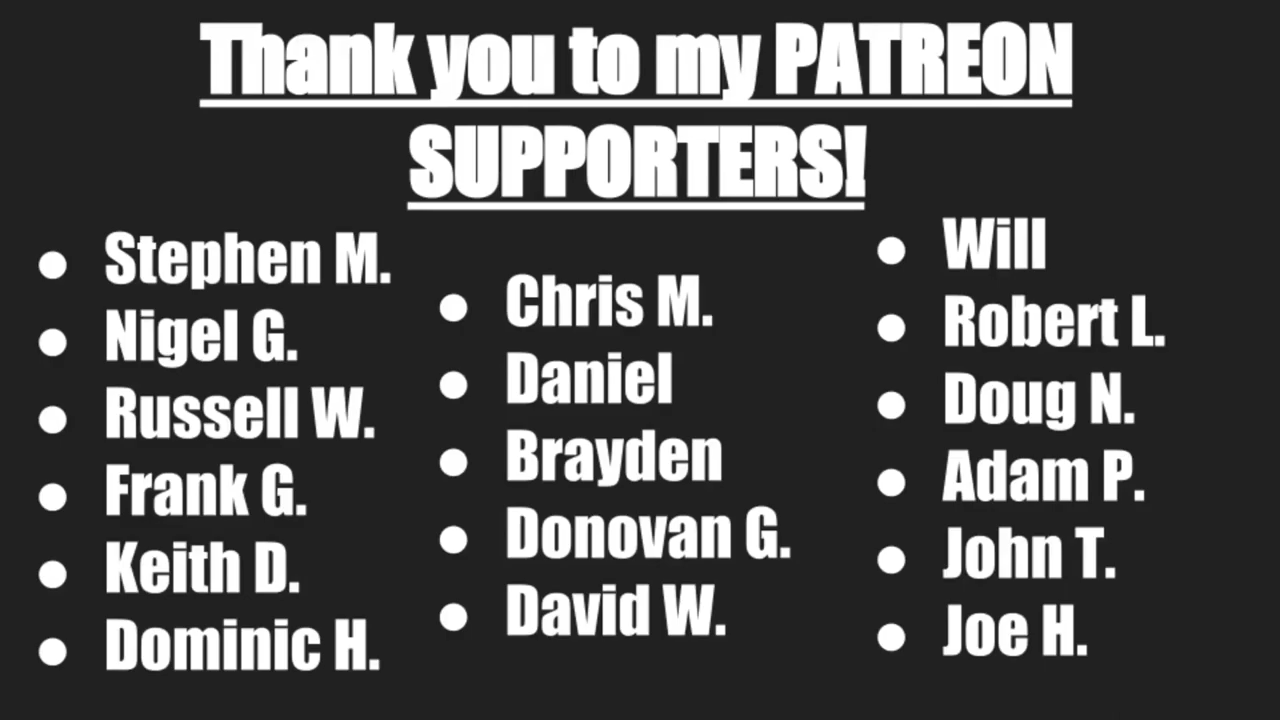 Thank you to my PATREON
SUPPORTERS!
Stephen M.
Nigel G.
Russell W.
Frank G.
Keith D.
Dominic H.
Chris M.
Daniel
Brayden
Donovan G.
David W.
Will
Robert L.
Doug N.
Adam P.
John T.
Joe H.